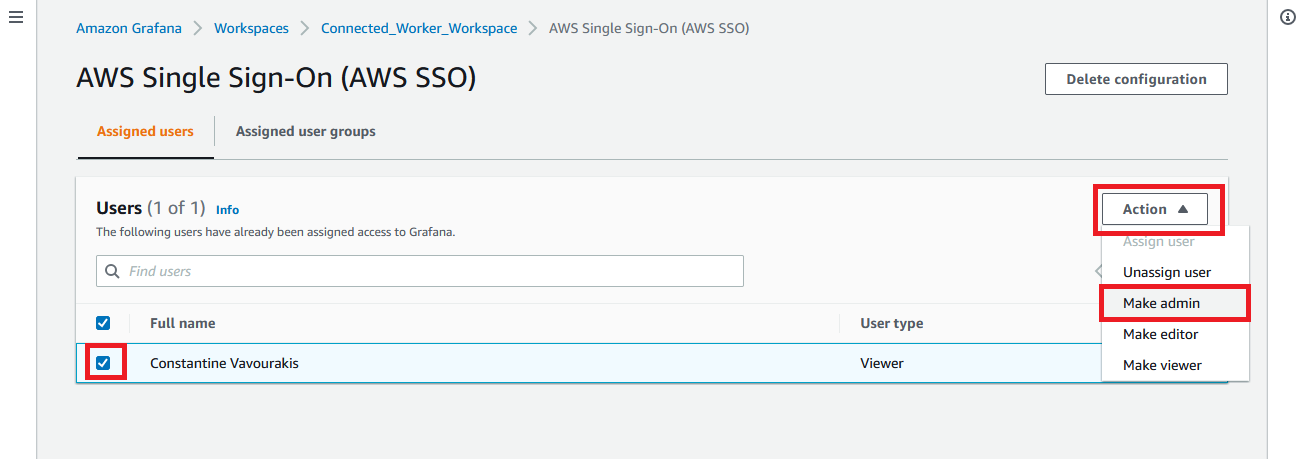 Amazon Grafana > Workspaces > Connected_Worker_Workspace > AWS Single Sign-On (AWS SSO)
AWS Single Sign-On (AWS SSO)
Delete configuration
Assigned users
Assigned user groups
Users (1 of 1) Info
Action
The following users have already been assigned access to Grafana.
Assign user
Find users
Unassign user
Make admin
Full name
User type
Make editor
Constantine Vavourakis
Viewer
Make viewer